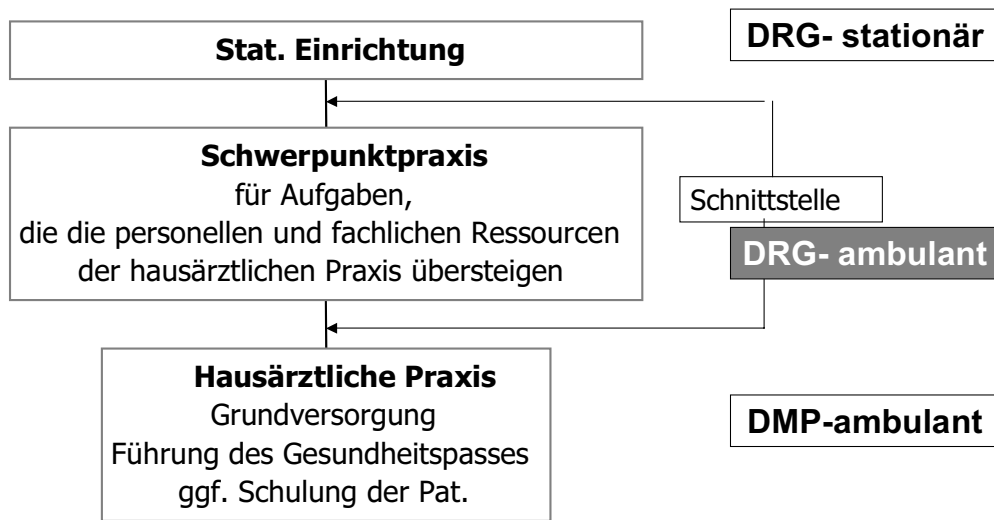 Stat. Einrichtung
DRG- stationär
Schwerpunktpraxis
für Aufgaben,
die die personellen und fachlichen Ressourcen
der hausärztlichen Praxis übersteigen
Schnittstelle
DRG- ambulant
Hausärztliche Praxis
Grundversorgung
Führung des Gesundheitspasses
ggf. Schulung der Pat.
DMP-ambulant